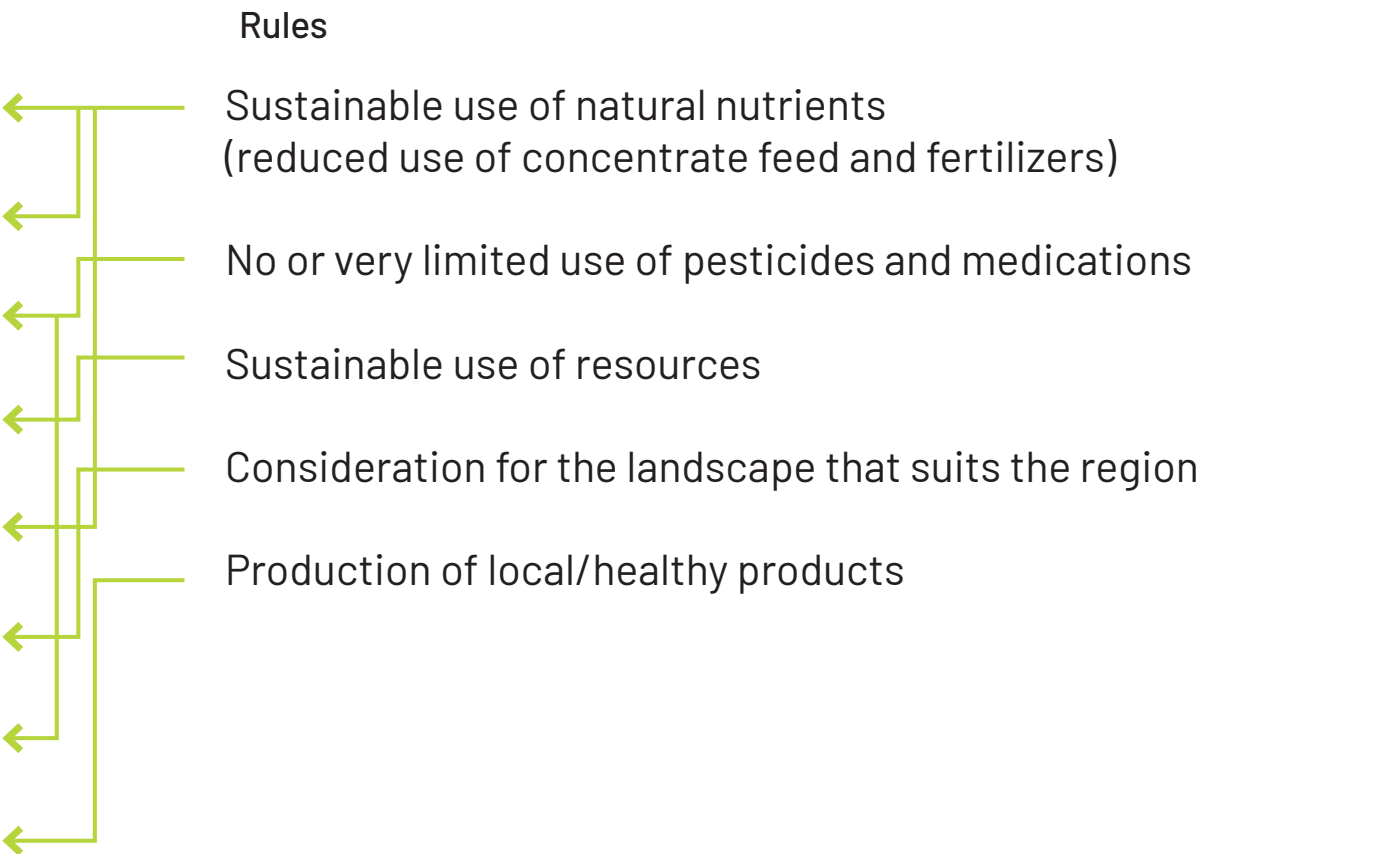 Rules
Sustainable use of natural nutrients
(reduced use of concentrate feed and fertilizers)
No or very limited use of pesticides and medications
Sustainable use of resources
Consideration for the landscape that suits the region
Production of local/healthy products